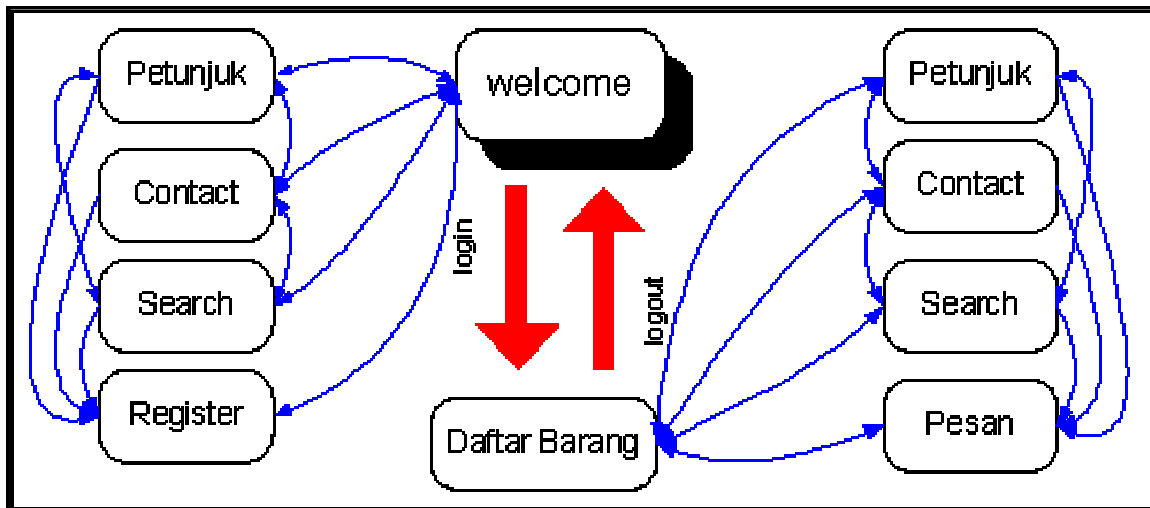 Petunjuk
Contact
Search
Register
welcome
login
logout
Daftar Barang
Petunjuk
Contact
Search
Pesan